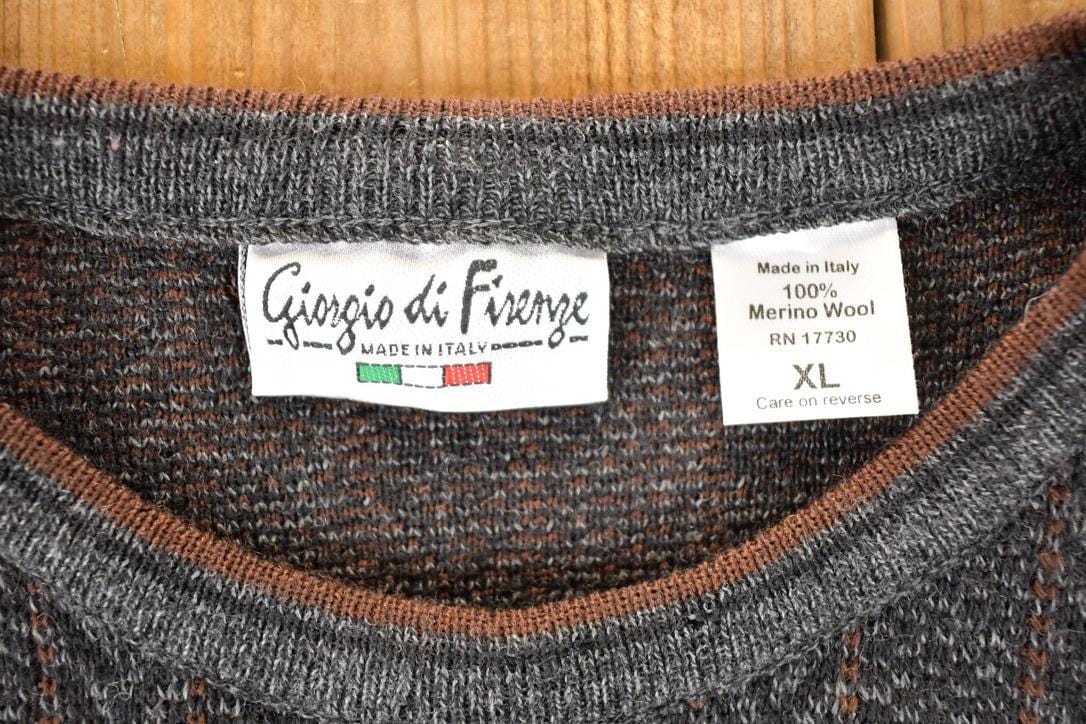 Giorgio di Firenze
MADE IN ITALY
Made in Italy
100%
Merino Wool
RN 17730
XL
Care on reverse